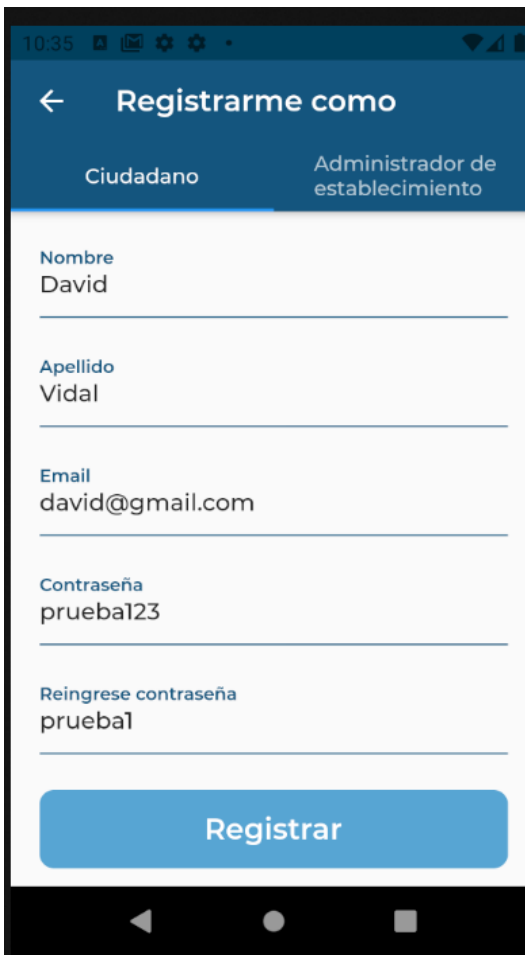 10:35
Registrarme como
Ciudadano
Administrador de
establecimiento
Nombre
David
Apellido
Vidal
Email
david@gmail.com
Contraseña
prueba123
Reingrese contraseña
prueba1
Registrar